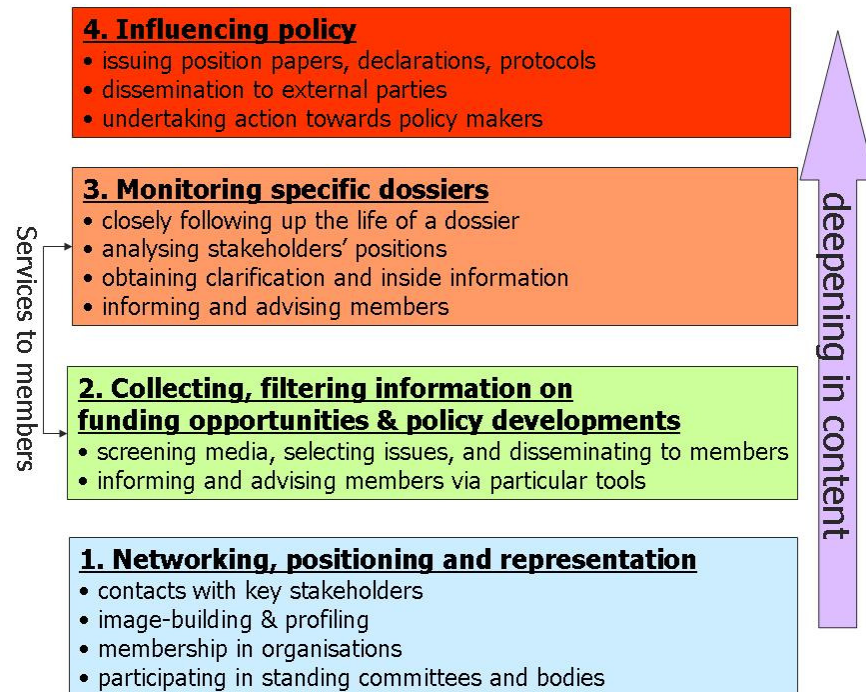 4. Influencing policy
• issuing position papers, declarations, protocols
• dissemination to external parties
• undertaking action towards policy makers
3. Monitoring specific dossiers
• closely following up the life of a dossier
• analysing stakeholders’ positions
• obtaining clarification and inside information
• informing and advising members
2. Collecting, filtering information on
funding opportunities & policy developments
• screening media, selecting issues, and disseminating to members
• informing and advising members via particular tools
1. Networking, positioning and representation
• contacts with key stakeholders
• image-building & profiling
• membership in organisations
• participating in standing committees and bodies
Services to members
deepening in content